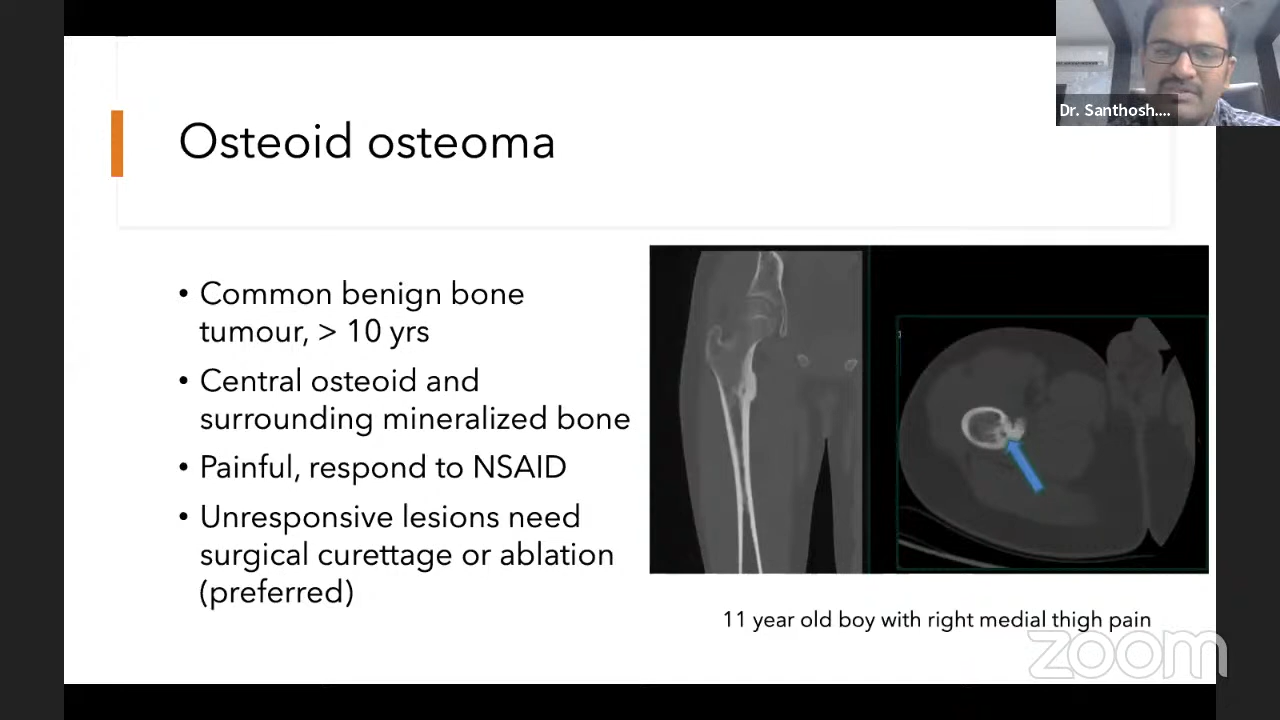 Dr. Santhosh....
Osteoid osteoma
• Common benign bone
tumour, > 10 yrs
• Central osteoid and
surrounding mineralized bone
• Painful, respond to NSAID
• Unresponsive lesions need
surgical curettage or ablation
(preferred)
11 year old boy with right medial thigh pain
zoom